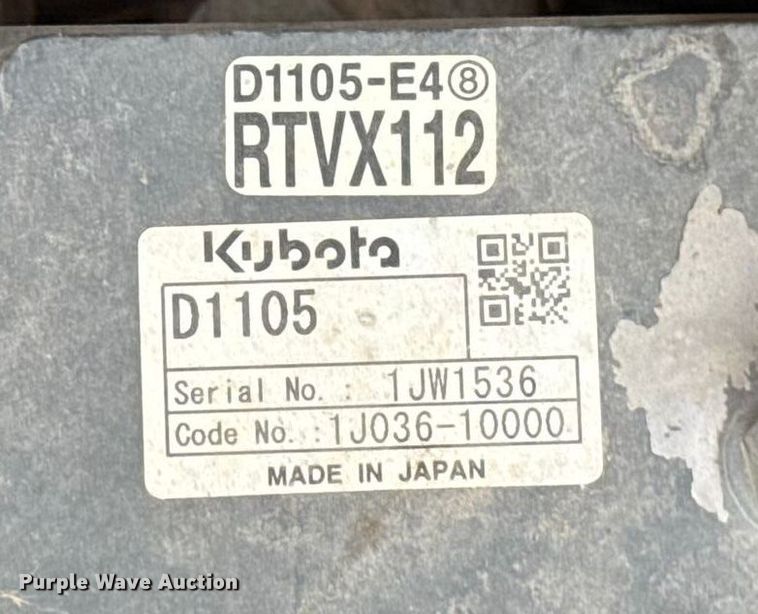 D1105-E4⑧
RTVX112
Kubota
D1105
Serial No. : 1JW1536
Code No. : 1J036-10000
MADE IN JAPAN
Purple Wave Auction